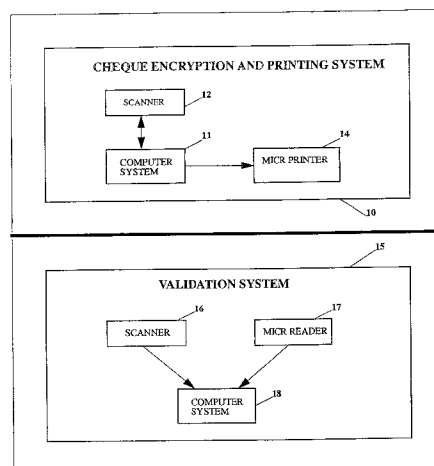 CHEQUE ENCRYPTION AND PRINTING SYSTEM
SCANNER
12
11
14
COMPUTER
SYSTEM
MICR PRINTER
10
15
VALIDATION SYSTEM
16
17
SCANNER
MICR READER
COMPUTER
SYSTEM
18